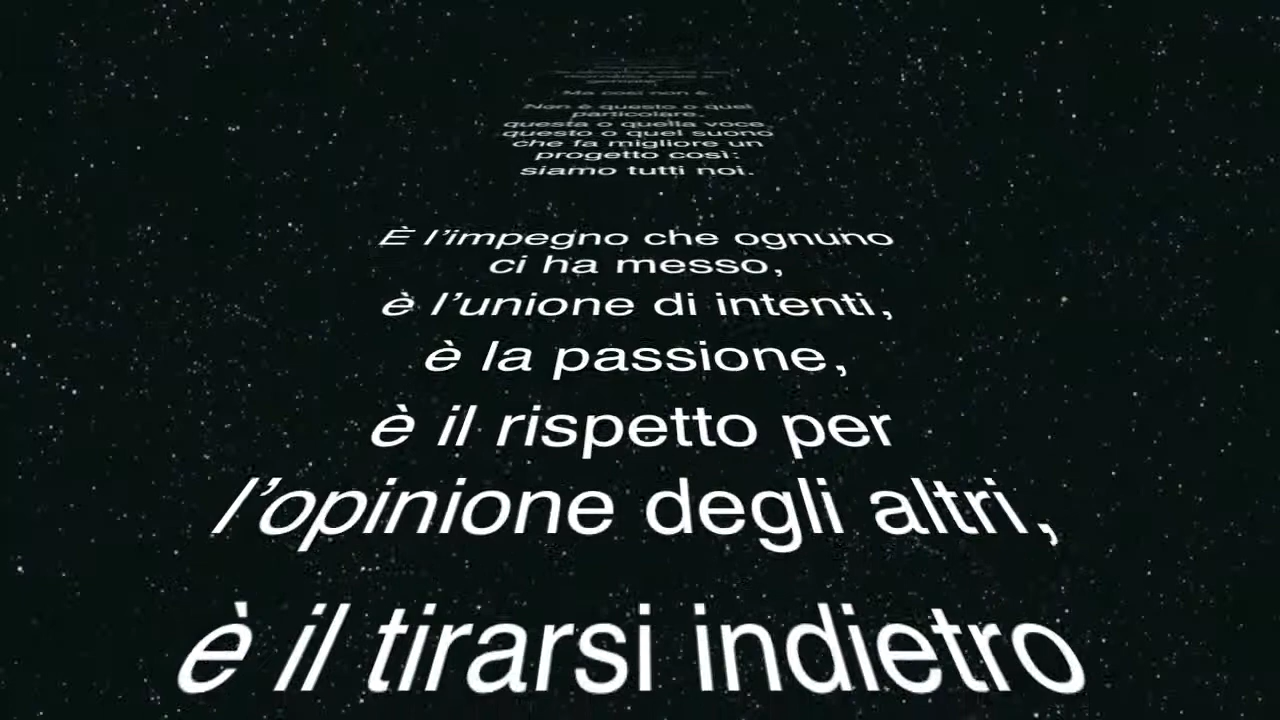 Ma così non è.
Non è questo o quel
particolare,
questa o quella voce
questo o quel suono
che fa migliore un
progetto così:
siamo tutti noi.
È l'impegno che ognuno
ci ha messo,
è l'unione di intenti,
è la passione,
è il rispetto per
l'opinione degli altri,
è il tirarsi indietro